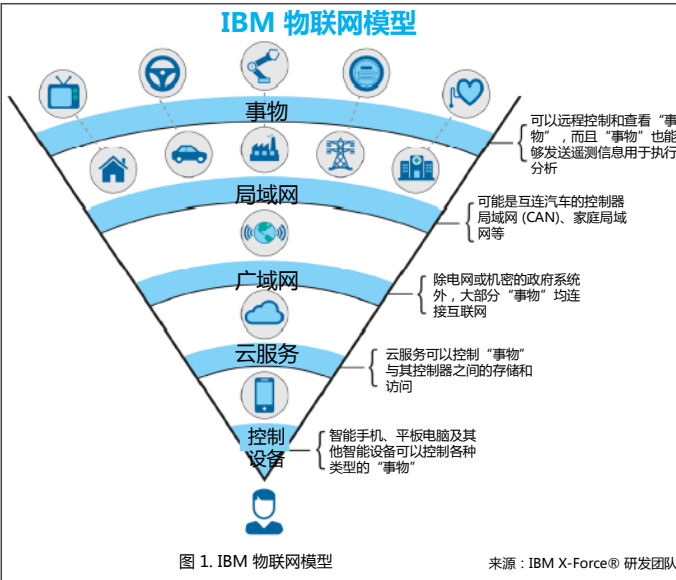 IBM 物联网模型
事物
可以远程控制和查看“事
物”，而且“事物”也能
够发送遥测信息用于执行
分析
局域网
可能是互连汽车的控制器
局域网 (CAN)、家庭局域
网等
广域网
除电网或机密的政府系统
外，大部分“事物”均连
接互联网
云服务
云服务可以控制“事物”
与其控制器之间的存储和
访问
控制
设备
智能手机、平板电脑及其
他智能设备可以控制各种
类型的“事物”
图 1. IBM 物联网模型
来源：IBM X-Force® 研发团队